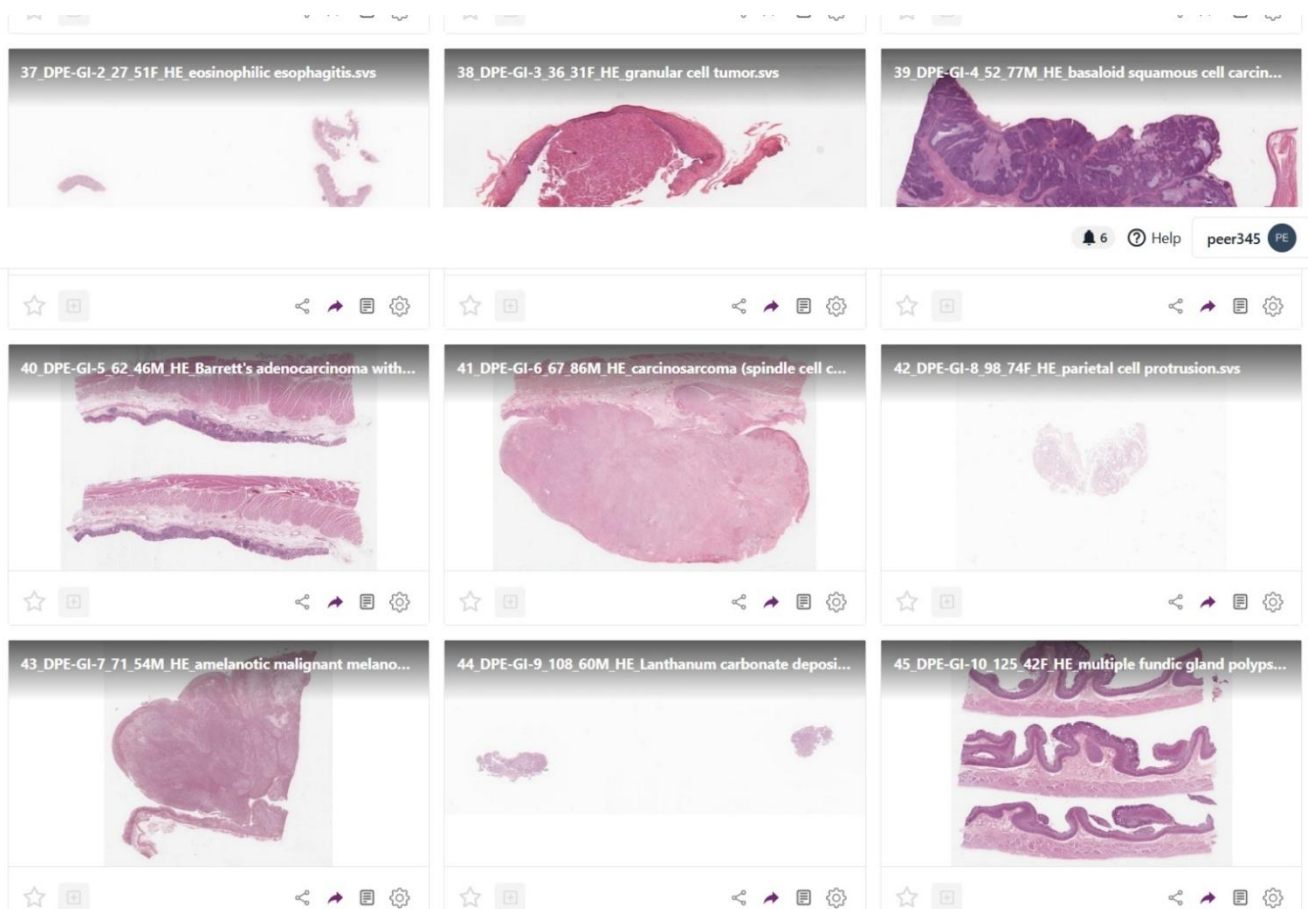 37_DPE-GI-2_27_51F_HE_eosinophilic esophagitis.svs
38_DPE-GI-3_36_31F_HE_granular cell tumor.svs
39_DPE-GI-4_52_77M_HE_basaloid squamous cell carcin...
6 Help peer345 PE
40_DPE-GI-5_62_46M_HE_Barrett's adenocarcinoma with...
41_DPE-GI-6_67_86M_HE_carcinosarcoma (spindle cell c...
42_DPE-GI-8_98_74F_HE_parietal cell protrusion.svs
43_DPE-GI-7_71_54M_HE_amelanotic malignant melano...
44_DPE-GI-9_108_60M_HE_Lanthanum carbonate deposi...
45_DPE-GI-10_125_42F_HE_multiple fundic gland polyps...